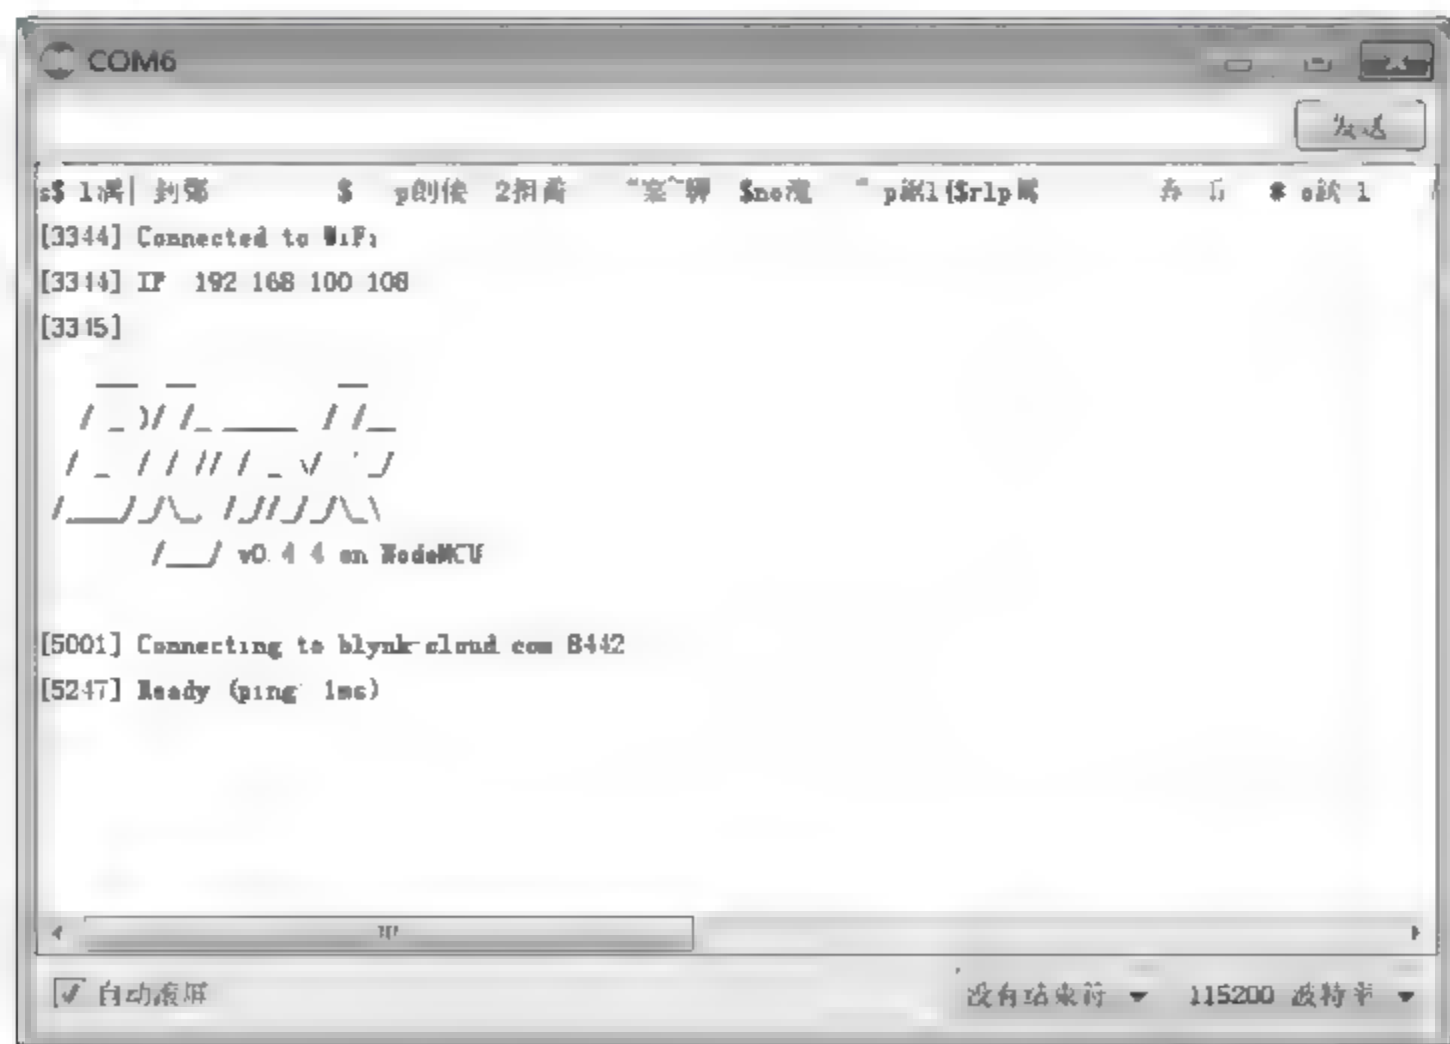 COM6
发送
[3344] Connected to WiFi
[3344] IP 192 168 100 108
[3345]
v0.4 4 on NodeMCU
[5001] Connecting to blynk-cloud com 8442
[5247] Ready (ping 1ms)
自动滚屏
没有结束符 115200 波特率